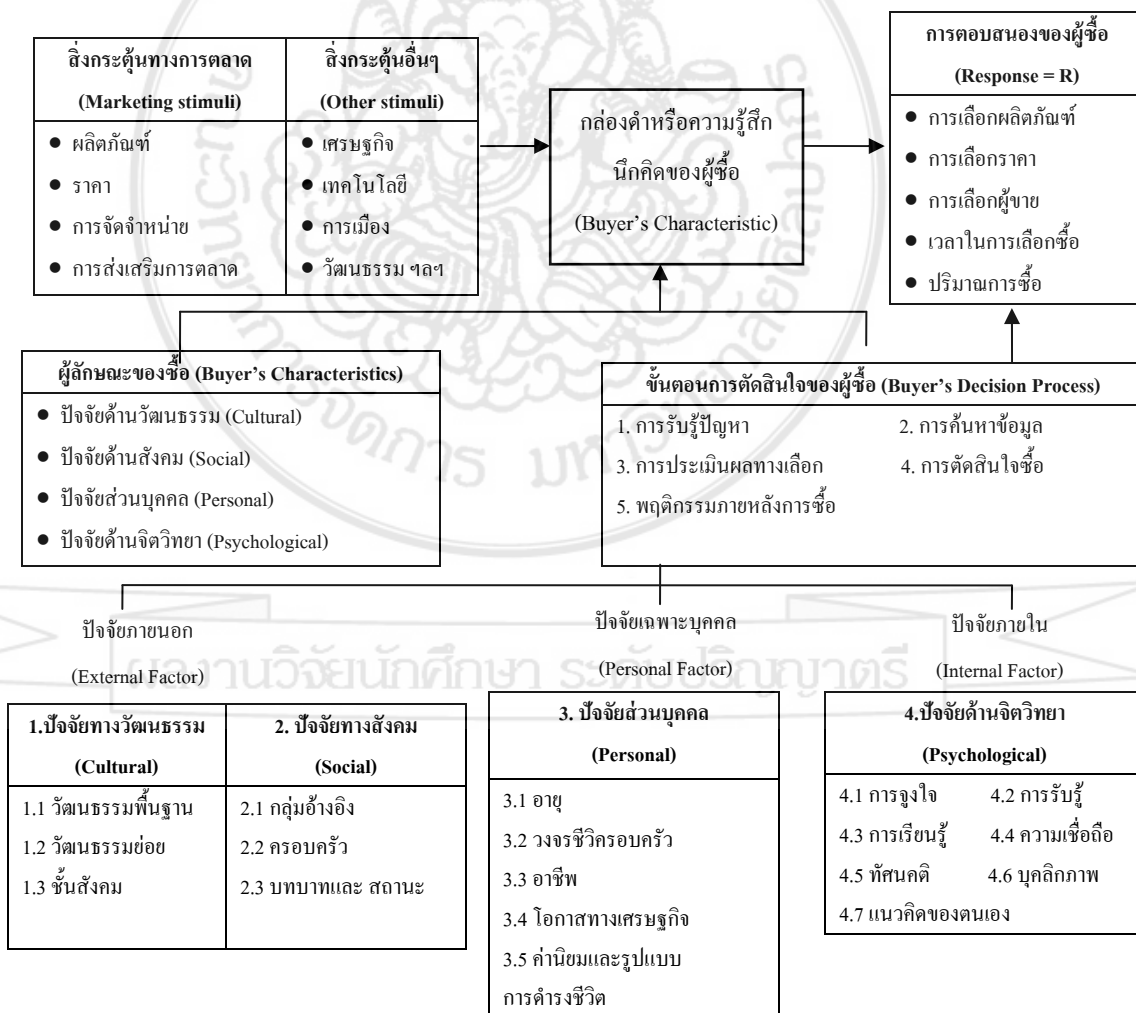 สิ่งกระตุ้นทางการตลาด
(Marketing stimuli)
● ผลิตภัณฑ์
● ราคา
● การจัดจำหน่าย
● การส่งเสริมการตลาด
สิ่งกระตุ้นอื่นๆ
(Other stimuli)
● เศรษฐกิจ
● เทคโนโลยี
● การเมือง
● วัฒนธรรม ฯลฯ
กล่องดำหรือความรู้สึก
นึกคิดของผู้ซื้อ
(Buyer's Characteristic)
การตอบสนองของผู้ซื้อ
(Response = R)
● การเลือกผลิตภัณฑ์
● การเลือกราคา
● การเลือกผู้ขาย
● เวลาในการเลือกซื้อ
● ปริมาณการซื้อ
ผู้ลักษณะของซื้อ (Buyer's Characteristics)
● ปัจจัยด้านวัฒนธรรม (Cultural)
● ปัจจัยด้านสังคม (Social)
● ปัจจัยส่วนบุคคล (Personal)
● ปัจจัยด้านจิตวิทยา (Psychological)
ขั้นตอนการตัดสินใจของผู้ซื้อ (Buyer's Decision Process)
1. การรับรู้ปัญหา 2. การค้นหาข้อมูล
3. การประเมินผลทางเลือก 4. การตัดสินใจซื้อ
5. พฤติกรรมภายหลังการซื้อ
ปัจจัยภายนอก
(External Factor)
ปัจจัยเฉพาะบุคคล
(Personal Factor)
ปัจจัยภายใน
(Internal Factor)
ผลงานวิจัยนักศึกษา ระดับปริญญาตรี
1.ปัจจัยทางวัฒนธรรม
(Cultural)
1.1 วัฒนธรรมพื้นฐาน
1.2 วัฒนธรรมย่อย
1.3 ชั้นสังคม
2. ปัจจัยทางสังคม
(Social)
2.1 กลุ่มอ้างอิง
2.2 ครอบครัว
2.3 บทบาทและ สถานะ
3. ปัจจัยส่วนบุคคล
(Personal)
3.1 อายุ
3.2 วงจรชีวิครอบครัว
3.3 อาชีพ
3.4 โอกาสทางเศรษฐกิจ
3.5 ค่านิยมและรูปแบบ
การดำรงชีวิต
4.ปัจจัยด้านจิตวิทยา
(Psychological)
4.1 การจูงใจ 4.2 การรับรู้
4.3 การเรียนรู้ 4.4 ความเชื่อถือ
4.5 ทัศนคติ 4.6 บุคลิกภาพ
4.7 แนวคิดของตนเอง